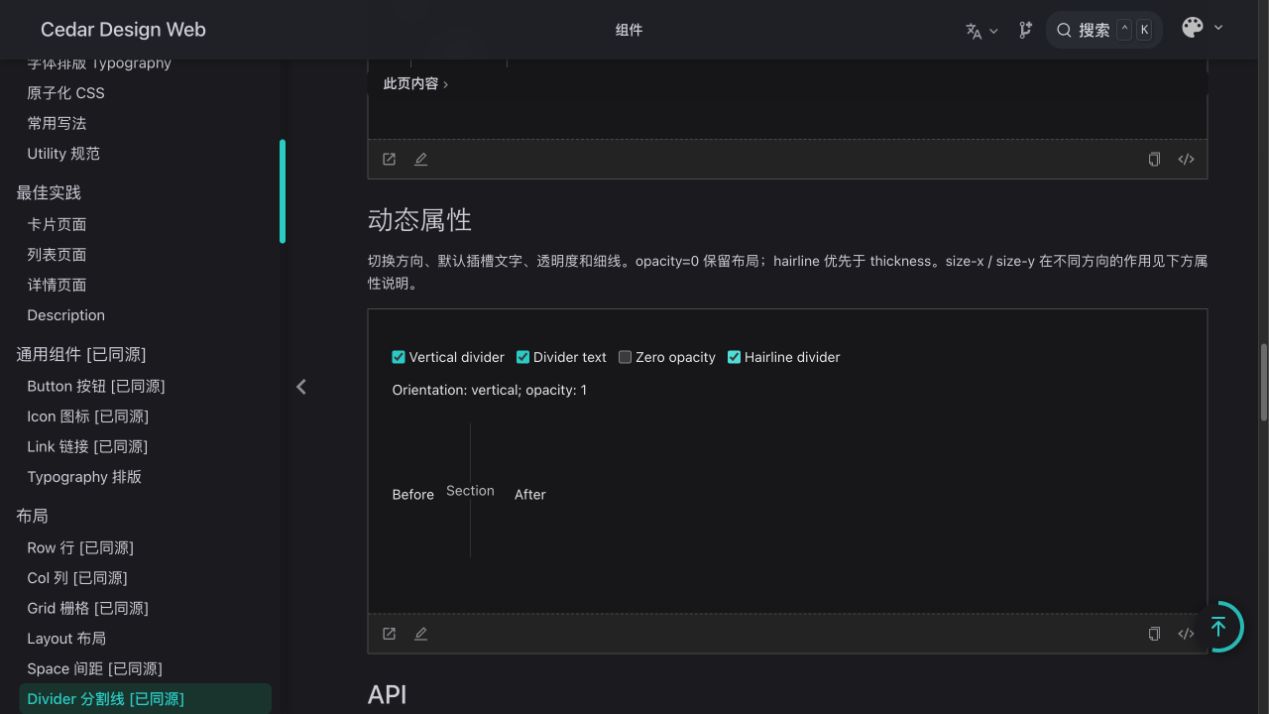 Cedar Design Web
组件
搜索
^
K
字体排版 Typography
原子化 CSS
常用写法
Utility 规范
最佳实践
卡片页面
列表页面
详情页面
Description
通用组件 [已同源]
Button 按钮 [已同源]
Icon 图标 [已同源]
Link 链接 [已同源]
Typography 排版
布局
Row 行 [已同源]
Col 列 [已同源]
Grid 栅格 [已同源]
Layout 布局
Space 间距 [已同源]
Divider 分割线 [已同源]
此页内容 ›
动态属性
切换方向、默认插槽文字、透明度和细线。opacity=0 保留布局；hairline 优先于 thickness。size-x / size-y 在不同方向的作用见下方属
性说明。
Vertical divider Divider text Zero opacity Hairline divider
Orientation: vertical; opacity: 1
Before Section After
API